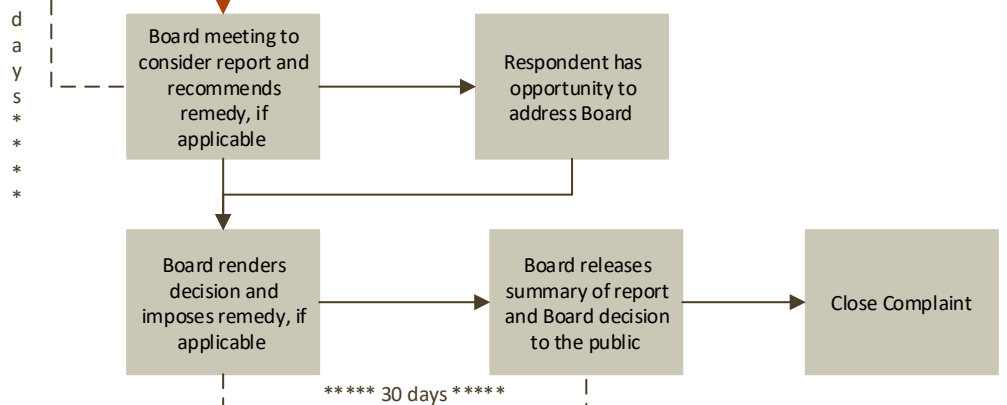 d
a
y
s
*
*
*
*
Board meeting to
consider report and
recommends
remedy, if
applicable
Respondent has
opportunity to
address Board
Board renders
decision and
imposes remedy, if
applicable
Board releases
summary of report
and Board decision
to the public
Close Complaint
***** 30 days *****